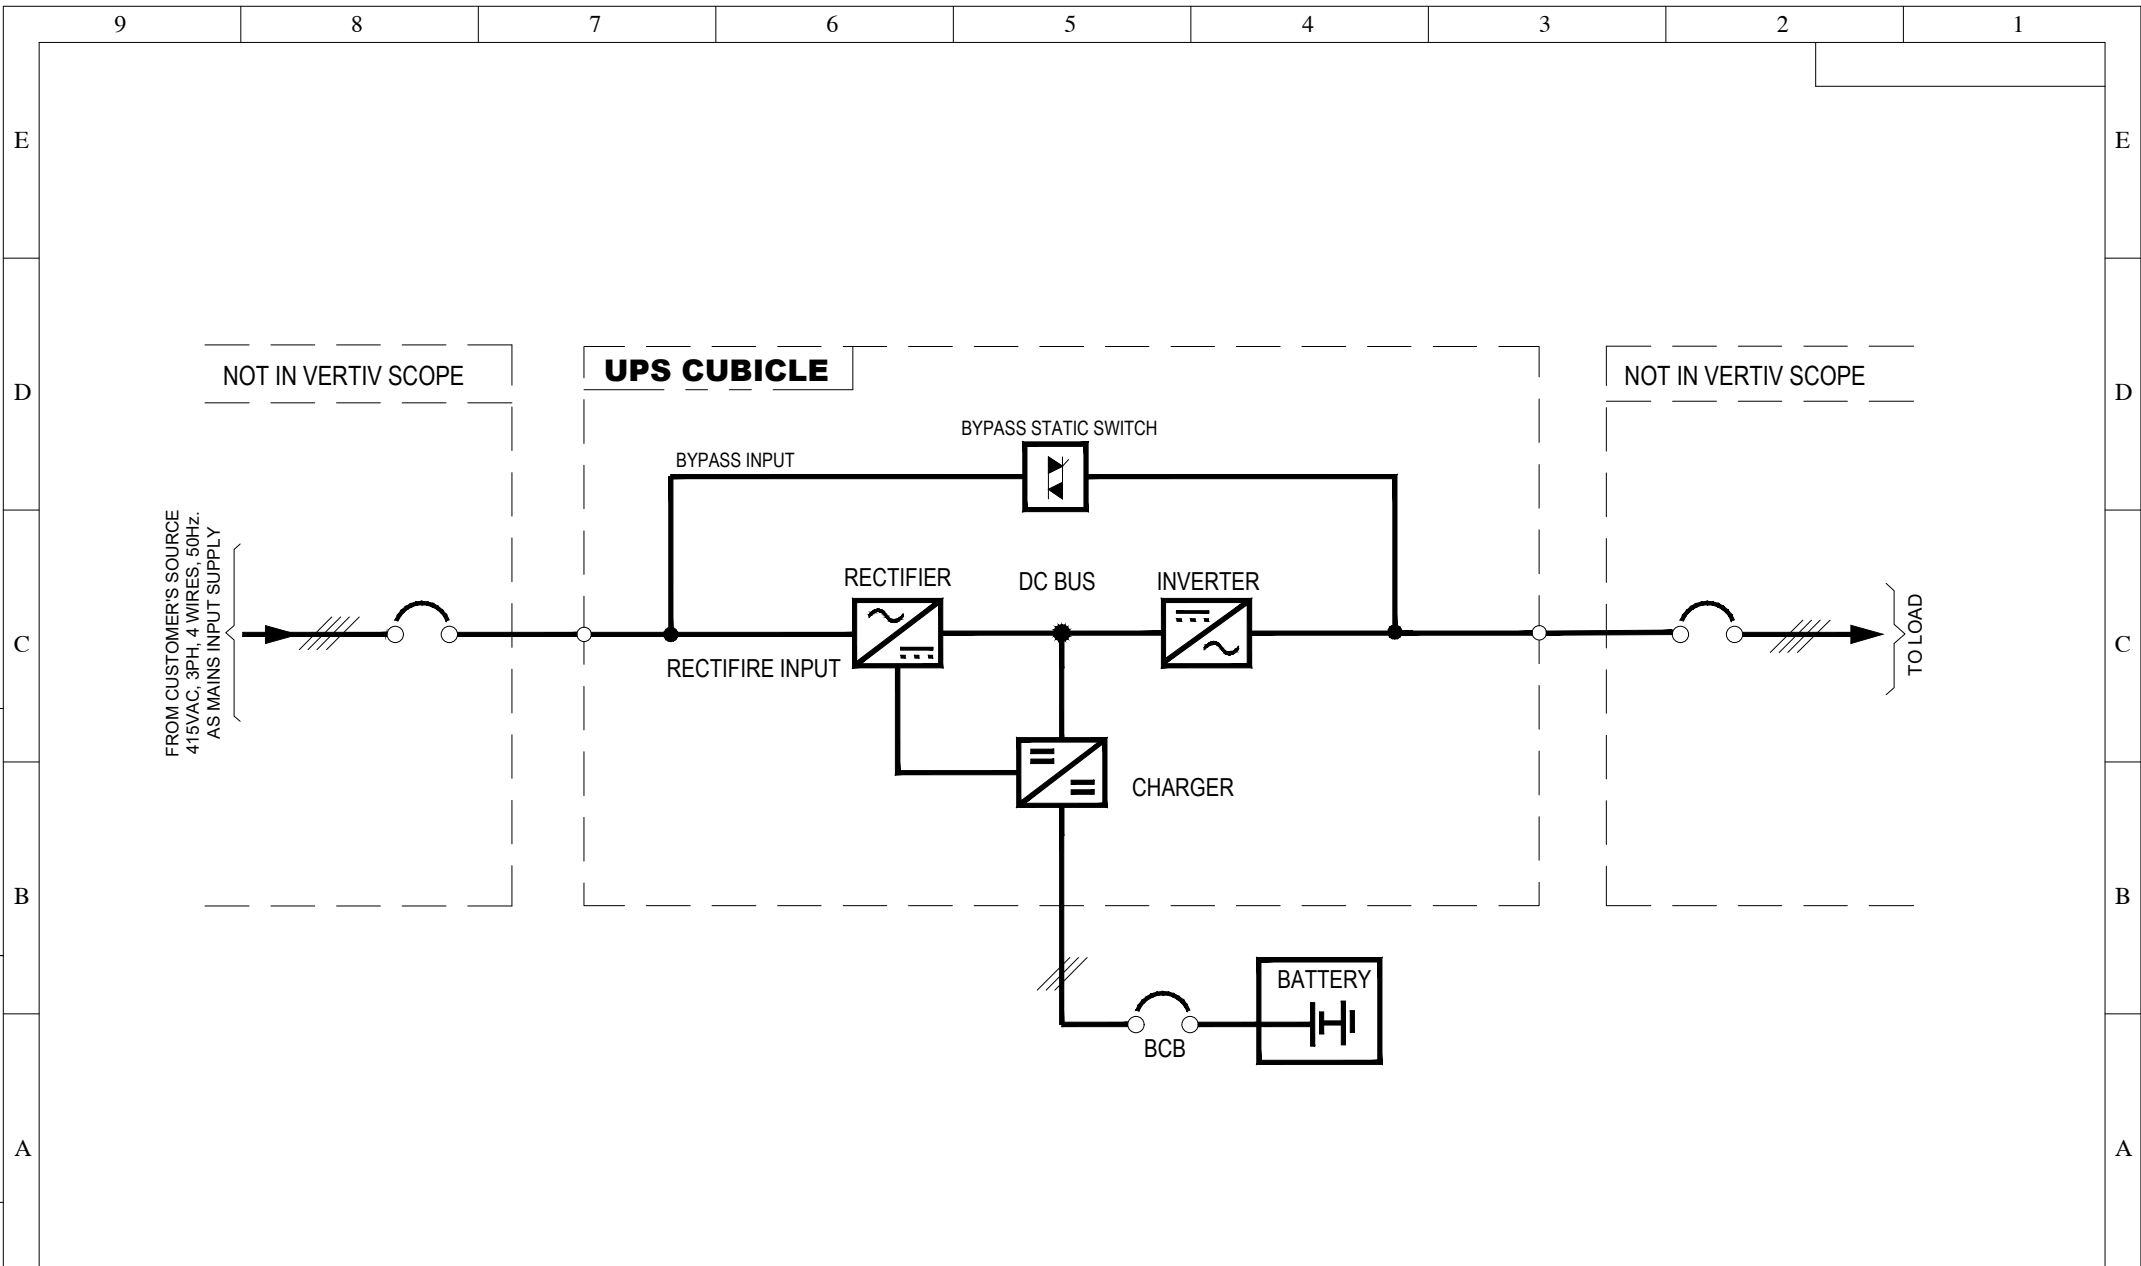 9 8 7 6 5 4 3 2 1
E E
NOT IN VERTIV SCOPE
UPS CUBICLE
NOT IN VERTIV SCOPE
D D
BYPASS STATIC SWITCH
BYPASS INPUT
FROM CUSTOMER'S SOURCE
415VAC, 3PH, 4 WIRES, 50Hz.
AS MAINS INPUT SUPPLY
RECTIFIER
DC BUS
INVERTER
TO LOAD
C C
RECTIFIRE INPUT
CHARGER
B B
BATTERY
BCB
A A